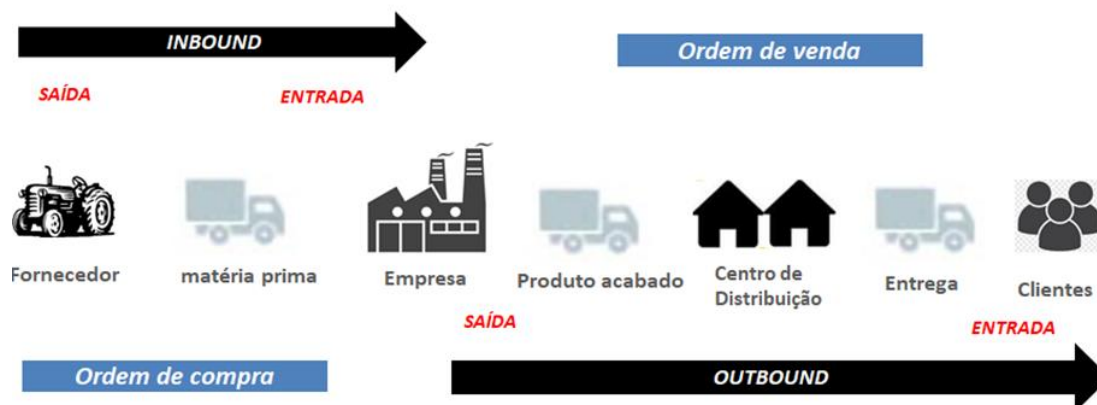 INBOUND
Ordem de venda
SAÍDA
ENTRADA
Fornecedor
matéria prima
Empresa
Produto acabado
Centro de
Distribuição
Entrega
Clientes
SAÍDA
ENTRADA
Ordem de compra
OUTBOUND